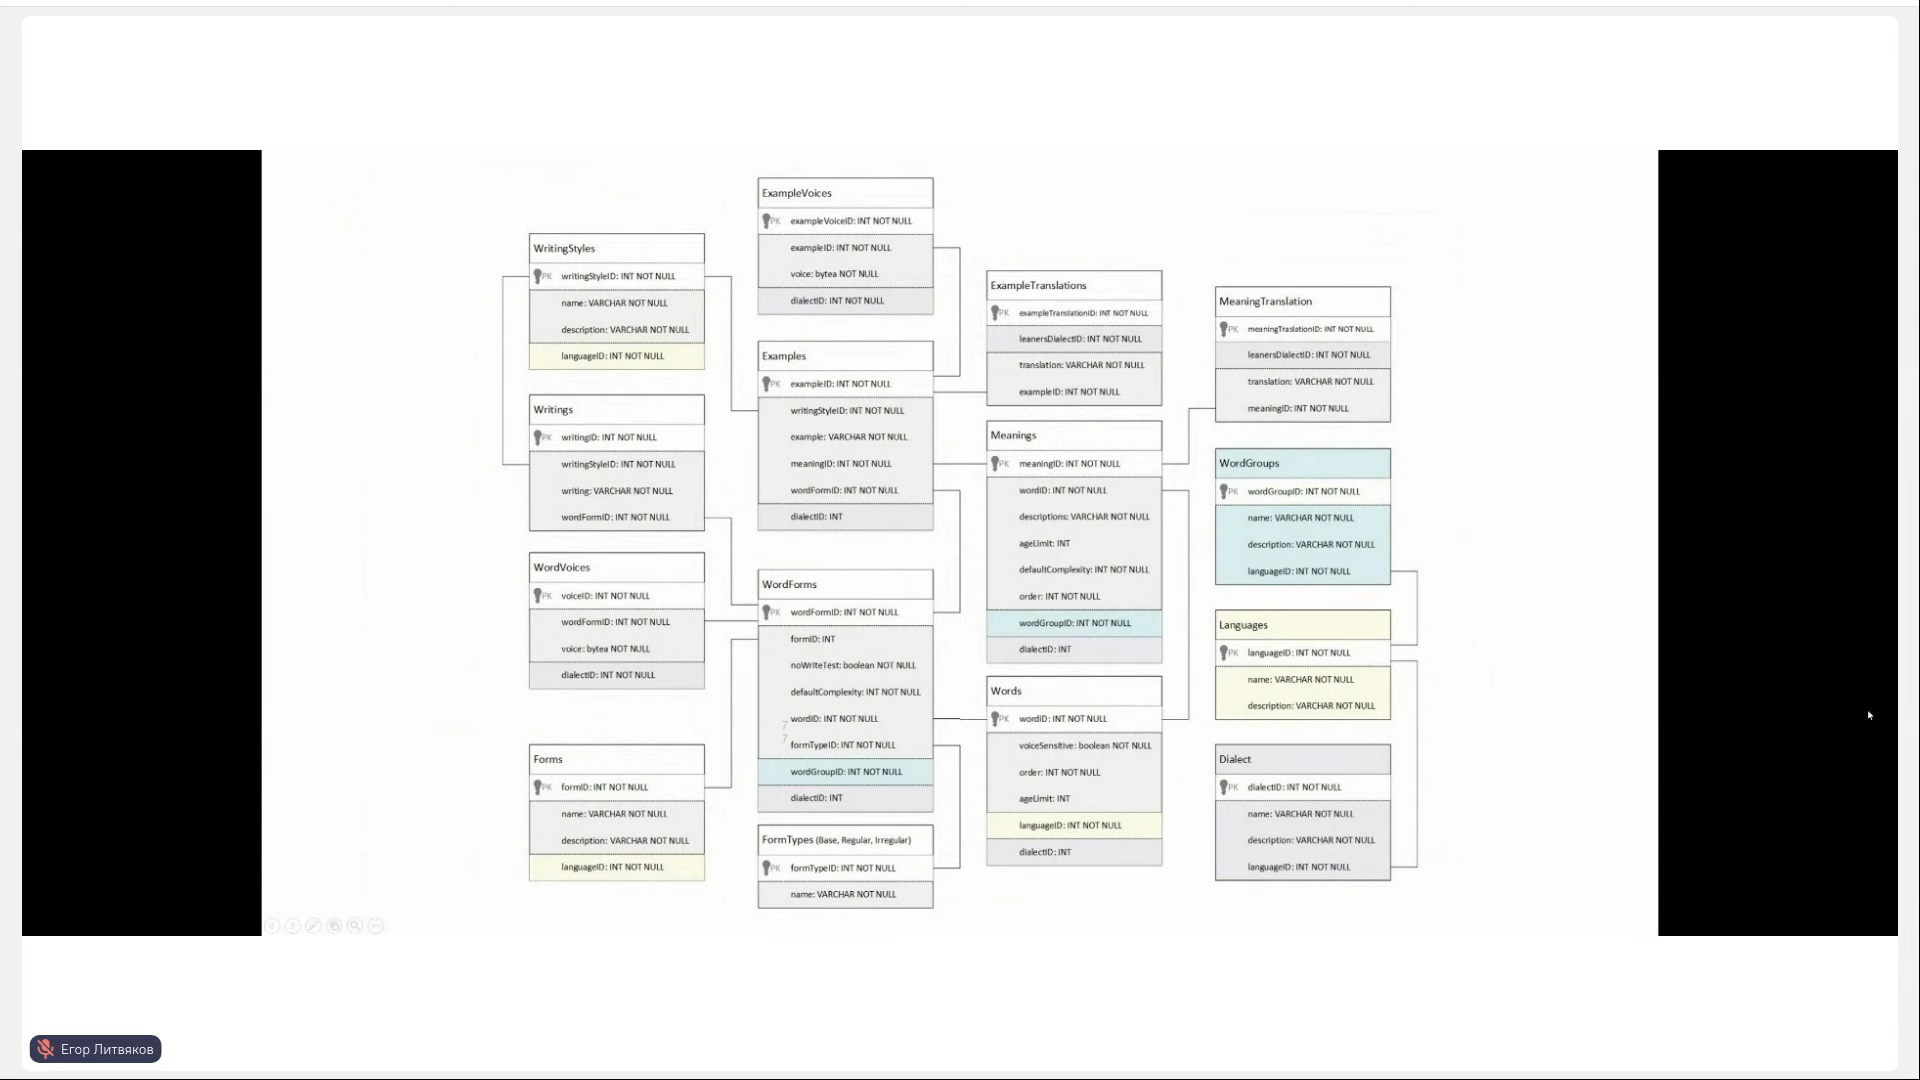 ExampleVoices
PK exampleVoiceID: INT NOT NULL
exampleID: INT NOT NULL
voice: bytea NOT NULL
dialectID: INT NOT NULL
WritingStyles
PK writingStyleID: INT NOT NULL
name: VARCHAR NOT NULL
description: VARCHAR NOT NULL
languageID: INT NOT NULL
ExampleTranslations
PK exampleTranslationID: INT NOT NULL
leanersDialectID: INT NOT NULL
translation: VARCHAR NOT NULL
exampleID: INT NOT NULL
MeaningTranslation
PK meaningTraslationID: INT NOT NULL
leanersDialectID: INT NOT NULL
translation: VARCHAR NOT NULL
meaningID: INT NOT NULL
Examples
PK exampleID: INT NOT NULL
writingStyleID: INT NOT NULL
example: VARCHAR NOT NULL
meaningID: INT NOT NULL
wordFormID: INT NOT NULL
dialectID: INT
Writings
PK writingID: INT NOT NULL
writingStyleID: INT NOT NULL
writing: VARCHAR NOT NULL
wordFormID: INT NOT NULL
Meanings
PK meaningID: INT NOT NULL
wordID: INT NOT NULL
descriptions: VARCHAR NOT NULL
ageLimit: INT
defaultComplexity: INT NOT NULL
order: INT NOT NULL
wordGroupID: INT NOT NULL
dialectID: INT
WordGroups
PK wordGroupID: INT NOT NULL
name: VARCHAR NOT NULL
description: VARCHAR NOT NULL
languageID: INT NOT NULL
WordVoices
PK voiceID: INT NOT NULL
wordFormID: INT NOT NULL
voice: bytea NOT NULL
dialectID: INT NOT NULL
WordForms
PK wordFormID: INT NOT NULL
formID: INT
noWriteTest: boolean NOT NULL
defaultComplexity: INT NOT NULL
7 wordID: INT NOT NULL
7 formTypeID: INT NOT NULL
wordGroupID: INT NOT NULL
dialectID: INT
Languages
PK languageID: INT NOT NULL
name: VARCHAR NOT NULL
description: VARCHAR NOT NULL
Words
PK wordID: INT NOT NULL
voiceSensitive: boolean NOT NULL
order: INT NOT NULL
ageLimit: INT
languageID: INT NOT NULL
dialectID: INT
Forms
PK formID: INT NOT NULL
name: VARCHAR NOT NULL
description: VARCHAR NOT NULL
languageID: INT NOT NULL
Dialect
PK dialectID: INT NOT NULL
name: VARCHAR NOT NULL
description: VARCHAR NOT NULL
languageID: INT NOT NULL
FormTypes (Base, Regular, Irregular)
PK formTypeID: INT NOT NULL
name: VARCHAR NOT NULL
Егор Литвяков